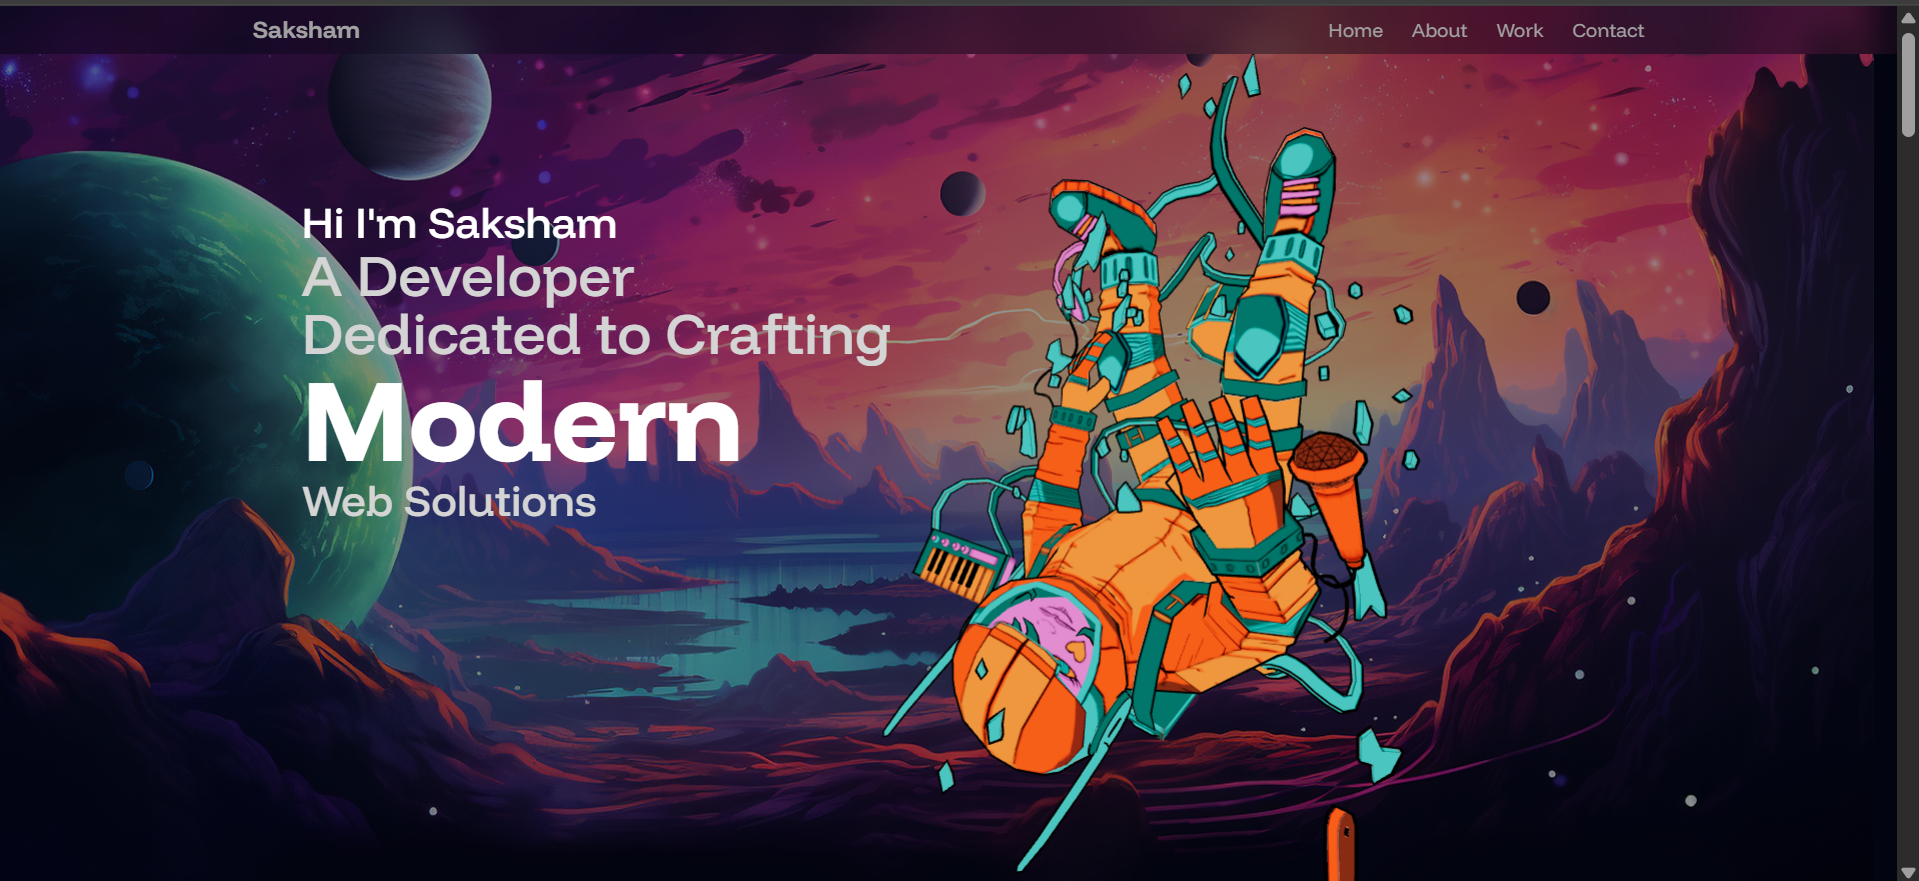 Saksham
Home About Work Contact
Hi I'm Saksham
A Developer
Dedicated to Crafting
Modern
Web Solutions